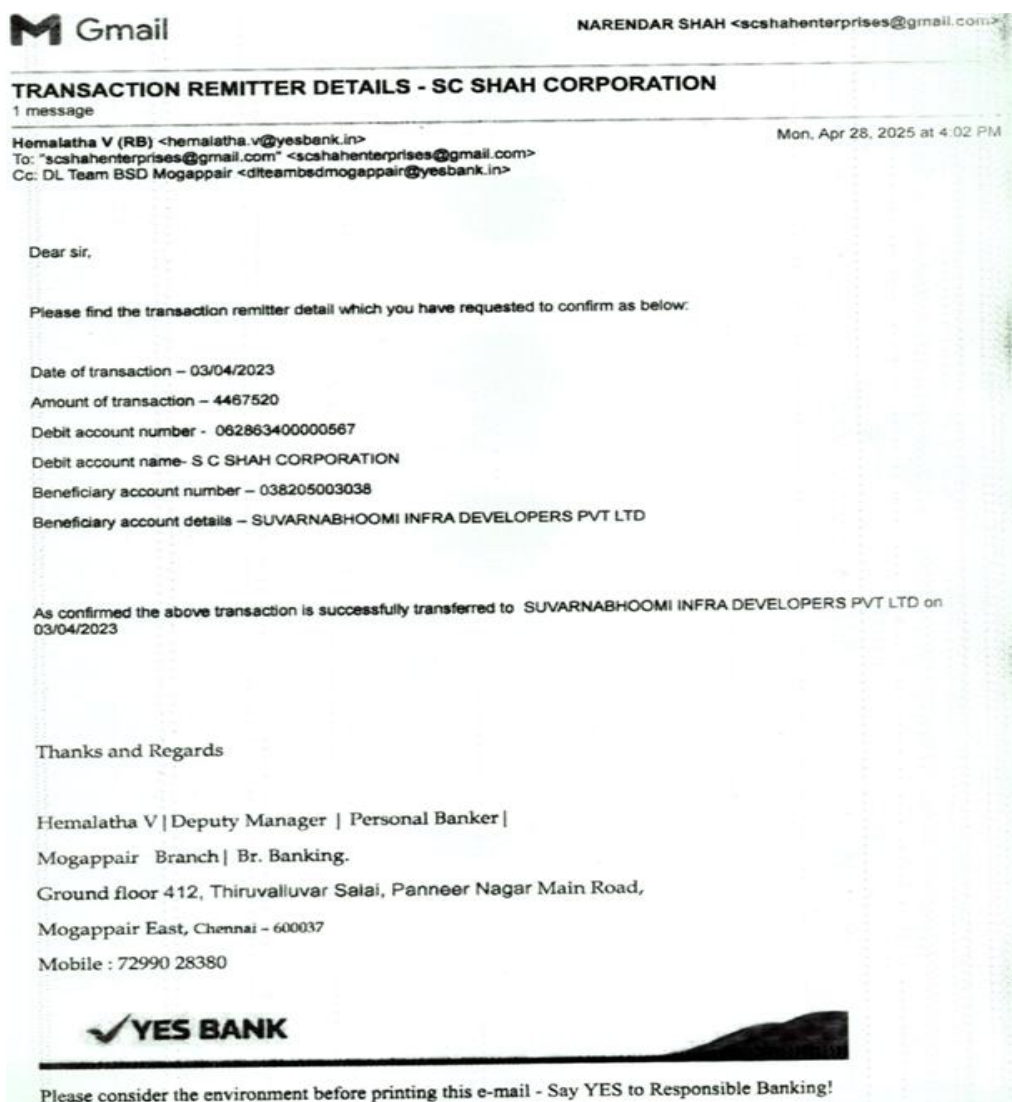 Gmail
NARENDAR SHAH <scshahenterprises@gmail.com>
TRANSACTION REMITTER DETAILS - SC SHAH CORPORATION
1 message
Hemalatha V (RB) <hemalatha.v@yesbank.in>
Mon, Apr 28, 2025 at 4:02 PM
To: "scshahenterprises@gmail.com" <scshahenterprises@gmail.com>
Cc: DL Team BSD Mogappair <dlteambsdmogappair@yesbank.in>
Dear sir,
Please find the transaction remitter detail which you have requested to confirm as below:
Date of transaction – 03/04/2023
Amount of transaction – 4467520
Debit account number - 062863400000567
Debit account name- S C SHAH CORPORATION
Beneficiary account number – 038205003038
Beneficiary account details – SUVARNABHOOMI INFRA DEVELOPERS PVT LTD
As confirmed the above transaction is successfully transferred to SUVARNABHOOMI INFRA DEVELOPERS PVT LTD on
03/04/2023
Thanks and Regards
Hemalatha V | Deputy Manager | Personal Banker |
Mogappair Branch | Br. Banking.
Ground floor 412, Thiruvalluvar Salai, Panneer Nagar Main Road,
Mogappair East, Chennai – 600037
Mobile : 72990 28380
YES BANK
Please consider the environment before printing this e-mail - Say YES to Responsible Banking!